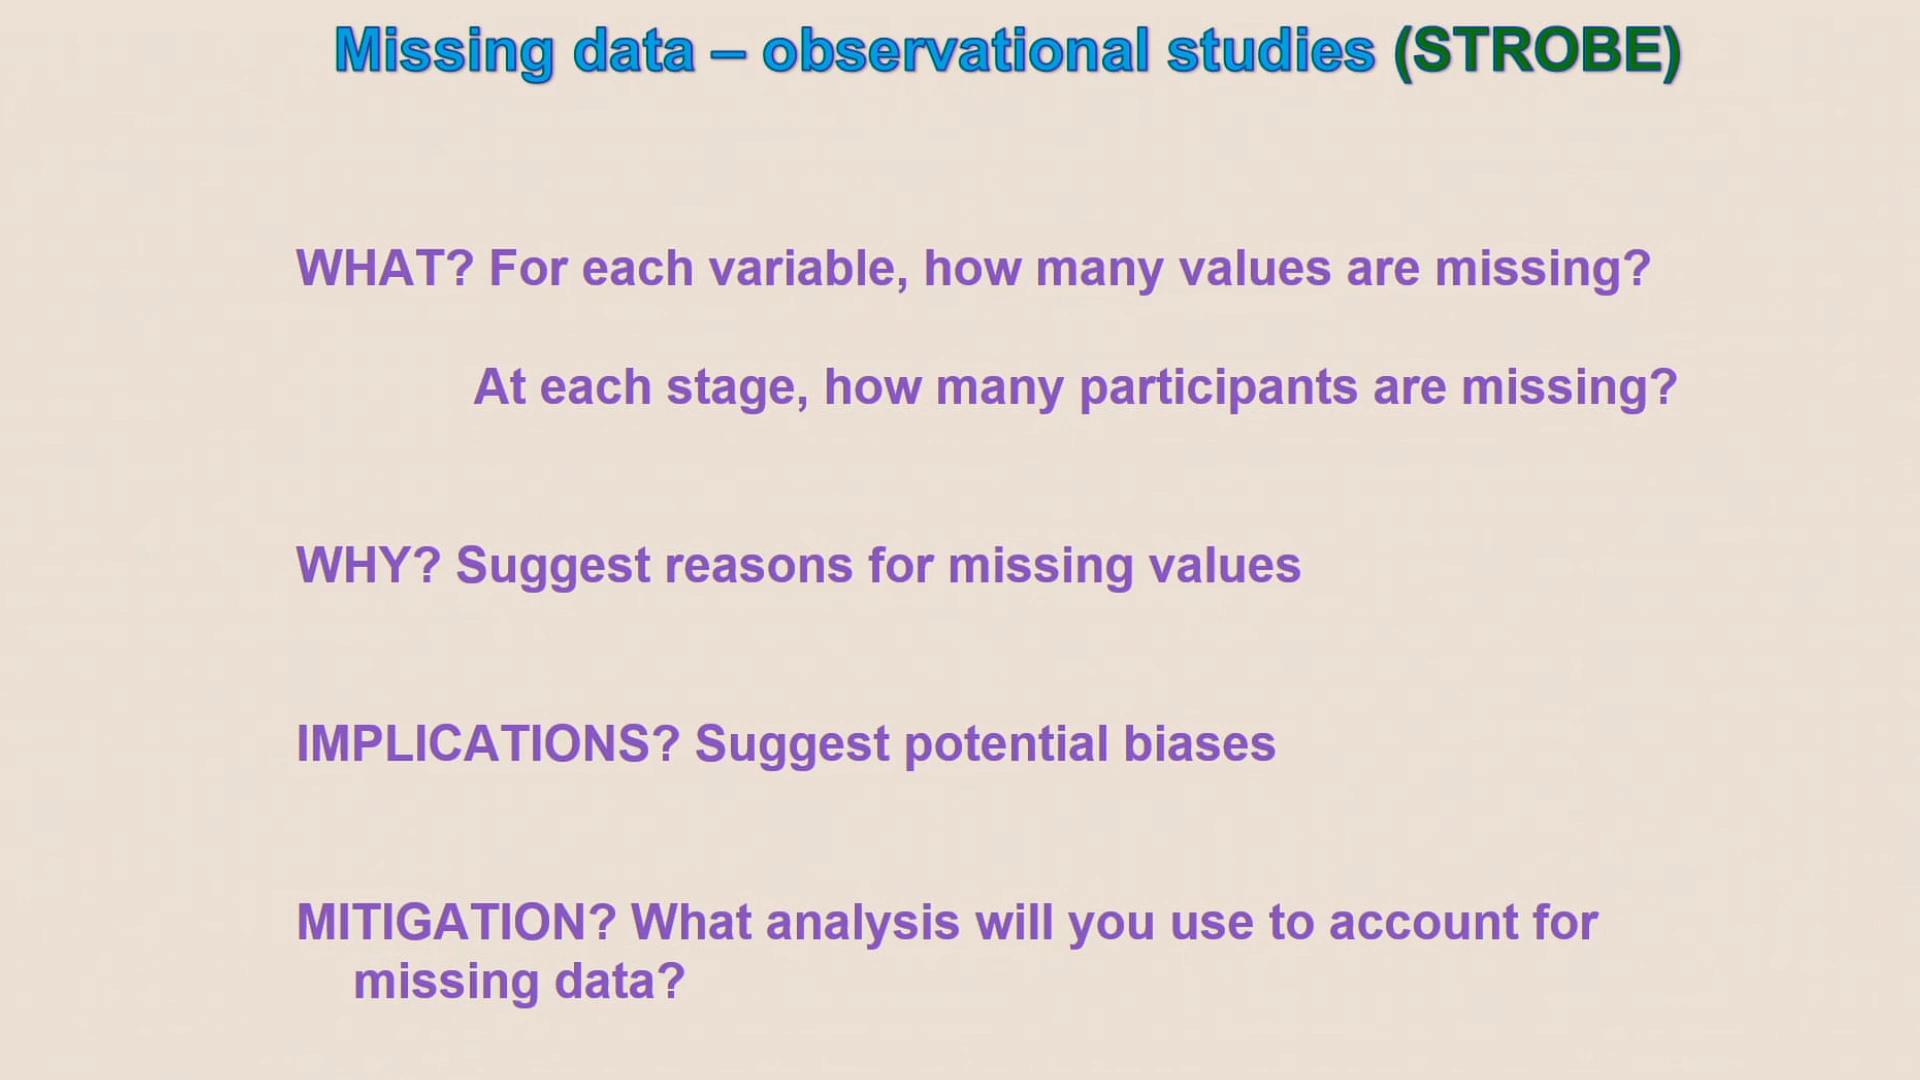 Missing data – observational studies (STROBE)
WHAT? For each variable, how many values are missing?
At each stage, how many participants are missing?
WHY? Suggest reasons for missing values
IMPLICATIONS? Suggest potential biases
MITIGATION? What analysis will you use to account for
missing data?